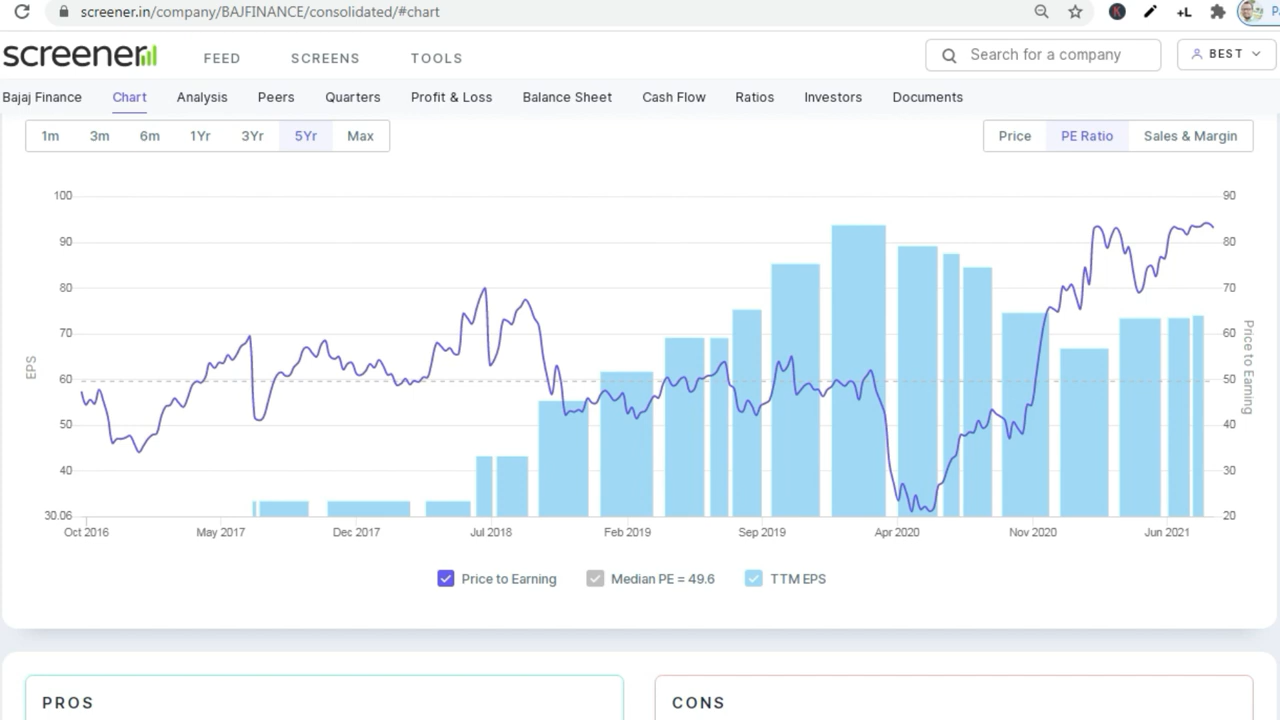 screener.in/company/BAJFINANCE/consolidated/#chart
K
+L
screener
FEED
SCREENS
TOOLS
Search for a company
BEST
Bajaj Finance
Chart
Analysis
Peers
Quarters
Profit & Loss
Balance Sheet
Cash Flow
Ratios
Investors
Documents
1m
3m
6m
1Yr
3Yr
5Yr
Max
Price
PE Ratio
Sales & Margin
100
90
80
70
60
50
40
30.06
EPS
90
80
70
60
50
40
30
20
Price to Earning
Oct 2016
May 2017
Dec 2017
Jul 2018
Feb 2019
Sep 2019
Apr 2020
Nov 2020
Jun 2021
Price to Earning
Median PE = 49.6
TTM EPS
PROS
CONS